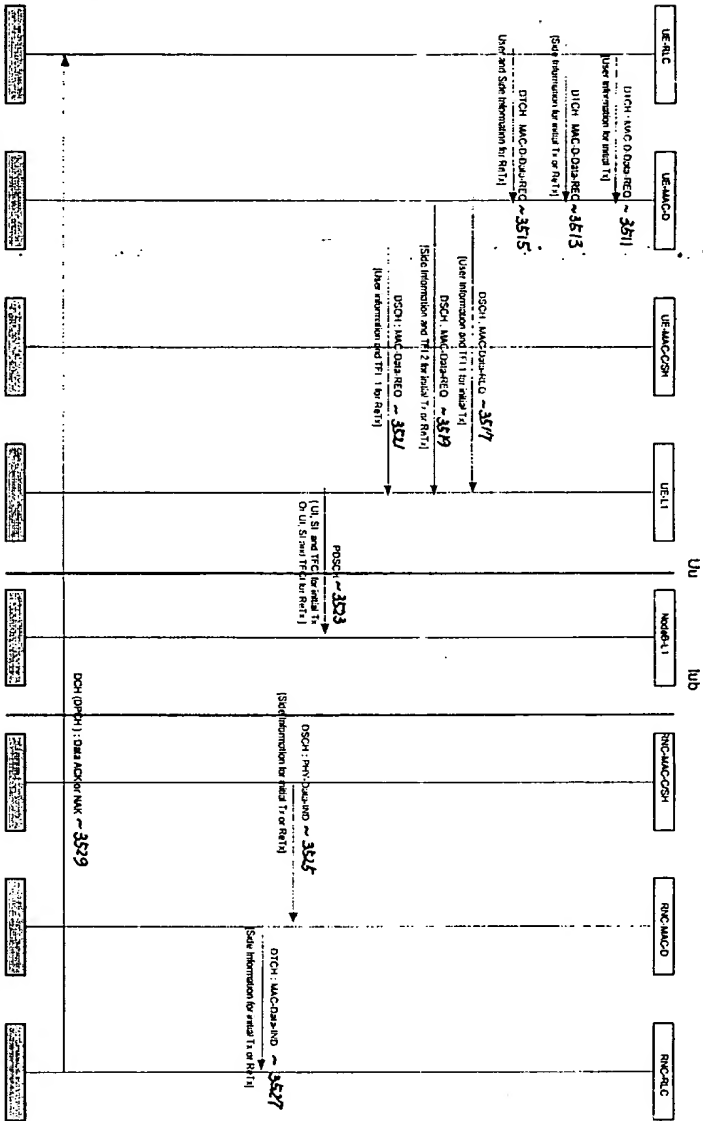 UE-RLC
UE-MAC-D
UE-MAC-C/SH
UE-L1
Uu
NodeB-L1
Iub
RNC-MAC-C/SH
RNC-MAC-D
RNC-RLC
DTCH : MAC-D-Data-REQ ~3511
[User Information for initial Tx]
DTCH : MAC-D-Data-REQ ~3513
[Side Information for initial Tx or ReTx]
DTCH : MAC-D-Data-REQ ~3515
User and Side Information for ReTx]
DSCH : MAC-Data-REQ ~3517
[User Information and TFI 1 for initial Tx]
DSCH : MAC-Data-REQ ~3519
[Side Information and TFI 2 for initial Tx or ReTx]
DSCH : MAC-Data-REQ ~3521
[User Information and TFI 1 for ReTx]
PDSCH ~3523
( UI, SI and TFCI for initial Tx
Or UI, SI and TFCI for ReTx )
DSCH : PHY-Data-IND ~3525
[Side Information for initial Tx or ReTx]
DTCH : MAC-Data-IND ~3527
[Side Information for initial Tx or ReTx]
DCH (DPCH) : Data ACK or NAK ~3529